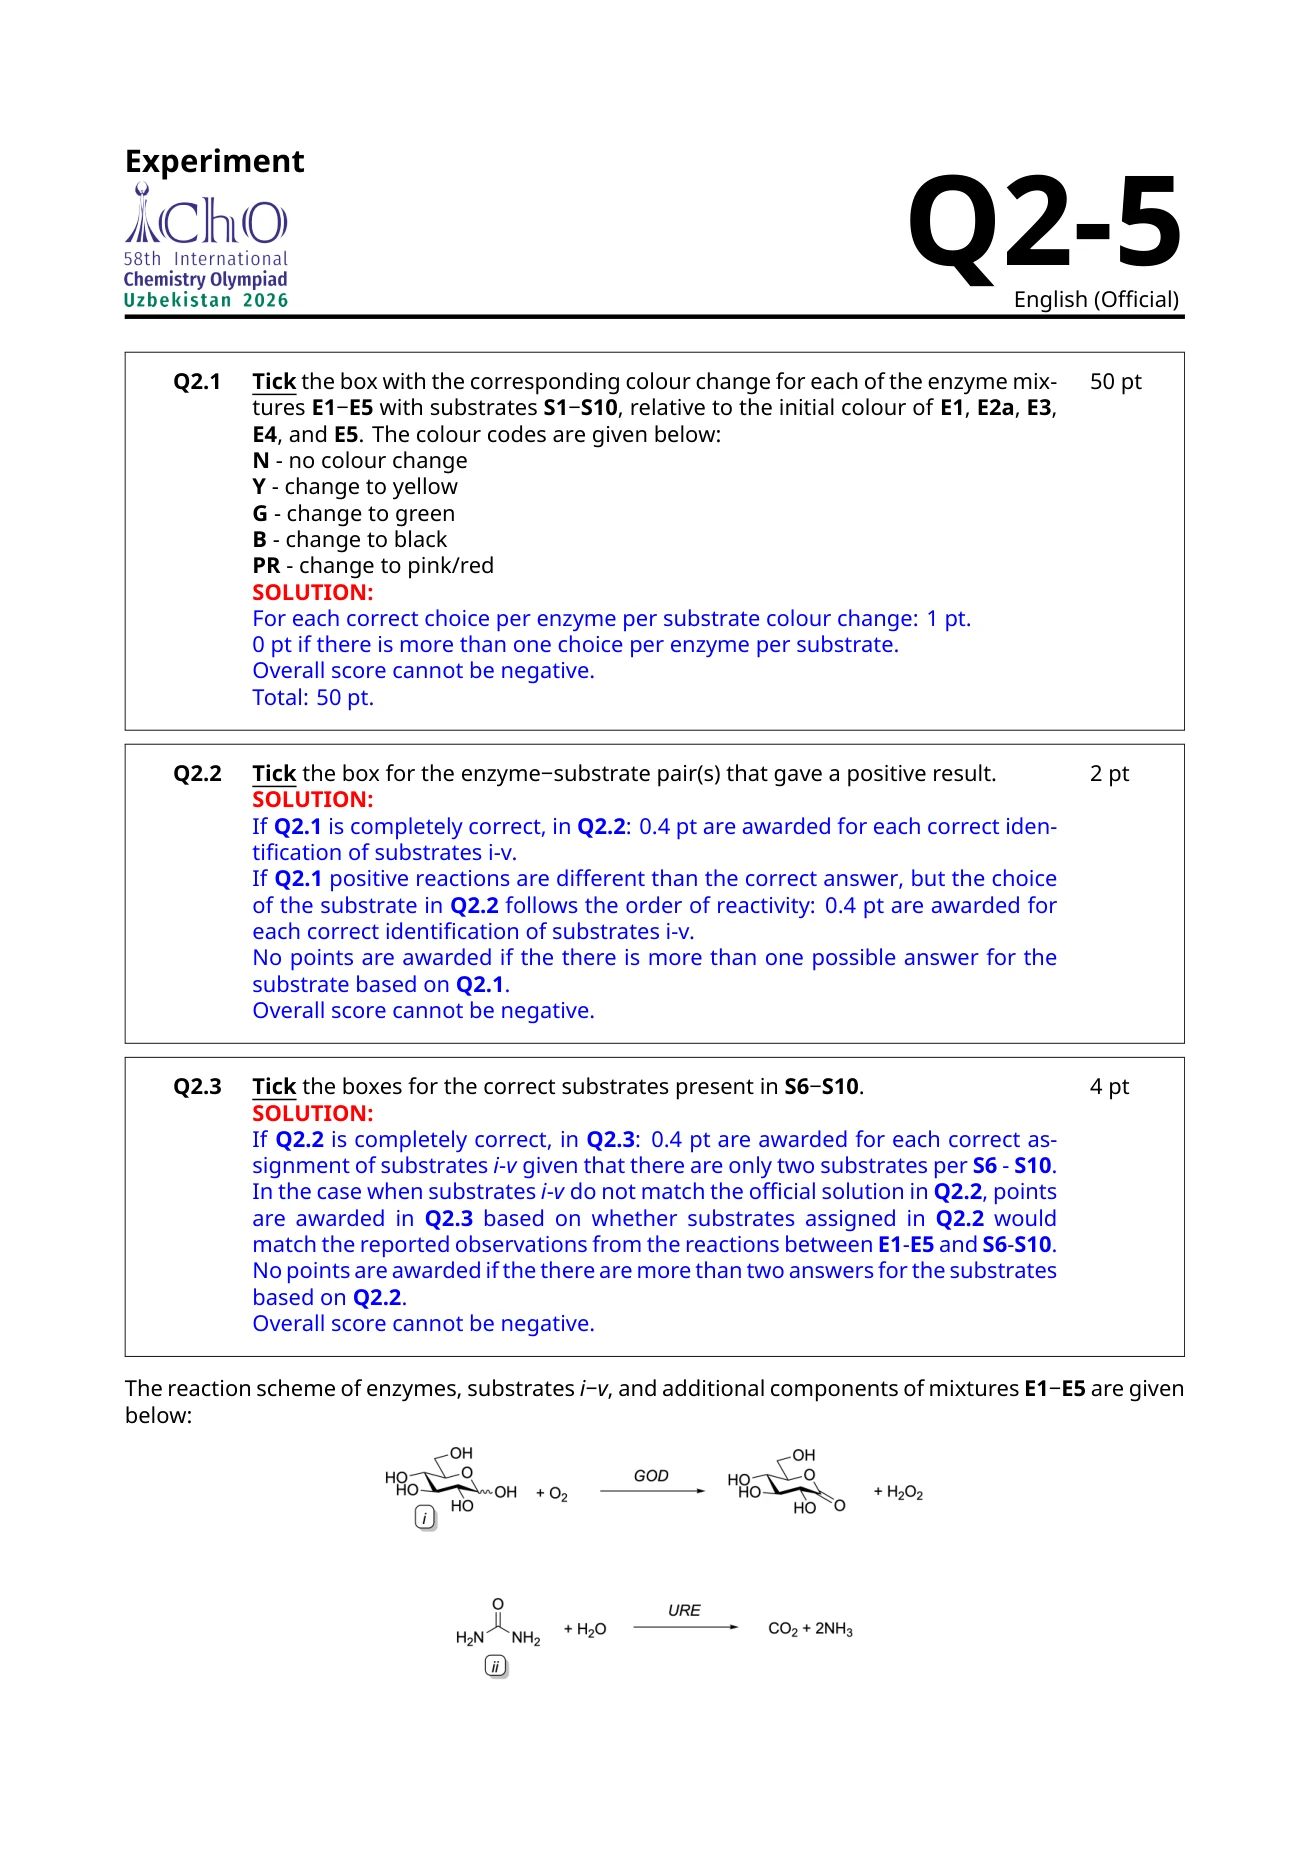 Experiment
IChO
58th International
Chemistry Olympiad
Uzbekistan 2026
Q2-5
English (Official)
Q2.1 Tick the box with the corresponding colour change for each of the enzyme mix- 50 pt
tures E1−E5 with substrates S1−S10, relative to the initial colour of E1, E2a, E3,
E4, and E5. The colour codes are given below:
N - no colour change
Y - change to yellow
G - change to green
B - change to black
PR - change to pink/red
SOLUTION:
For each correct choice per enzyme per substrate colour change: 1 pt.
0 pt if there is more than one choice per enzyme per substrate.
Overall score cannot be negative.
Total: 50 pt.
Q2.2 Tick the box for the enzyme−substrate pair(s) that gave a positive result. 2 pt
SOLUTION:
If Q2.1 is completely correct, in Q2.2: 0.4 pt are awarded for each correct iden-
tification of substrates i-v.
If Q2.1 positive reactions are different than the correct answer, but the choice
of the substrate in Q2.2 follows the order of reactivity: 0.4 pt are awarded for
each correct identification of substrates i-v.
No points are awarded if the there is more than one possible answer for the
substrate based on Q2.1.
Overall score cannot be negative.
Q2.3 Tick the boxes for the correct substrates present in S6−S10. 4 pt
SOLUTION:
If Q2.2 is completely correct, in Q2.3: 0.4 pt are awarded for each correct as-
signment of substrates i-v given that there are only two substrates per S6 - S10.
In the case when substrates i-v do not match the official solution in Q2.2, points
are awarded in Q2.3 based on whether substrates assigned in Q2.2 would
match the reported observations from the reactions between E1-E5 and S6-S10.
No points are awarded if the there are more than two answers for the substrates
based on Q2.2.
Overall score cannot be negative.
The reaction scheme of enzymes, substrates i−v, and additional components of mixtures E1−E5 are given
below:
OH
HO
O
HO
OH
HO
+ O2
GOD
OH
HO
O
HO
HO
O
+ H2O2
i
O
H2N
NH2
+ H2O
URE
CO2 + 2NH3
ii